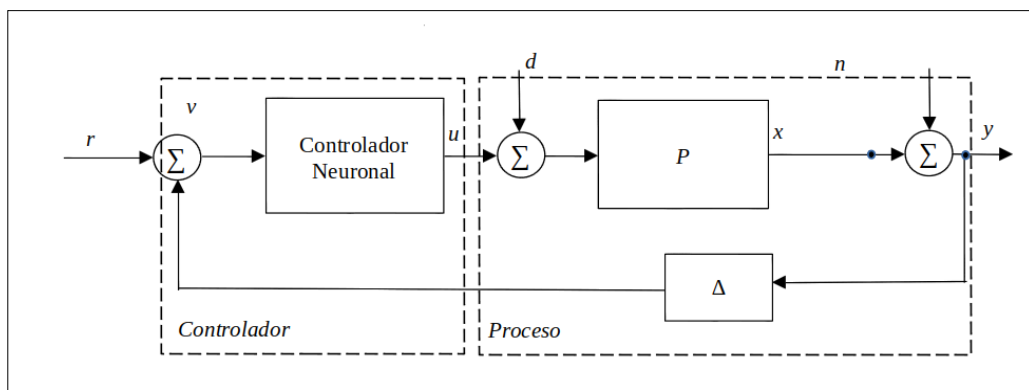 d
n
v
r
Σ
Controlador
Neuronal
u
Σ
P
x
Σ
y
Δ
Controlador
Proceso